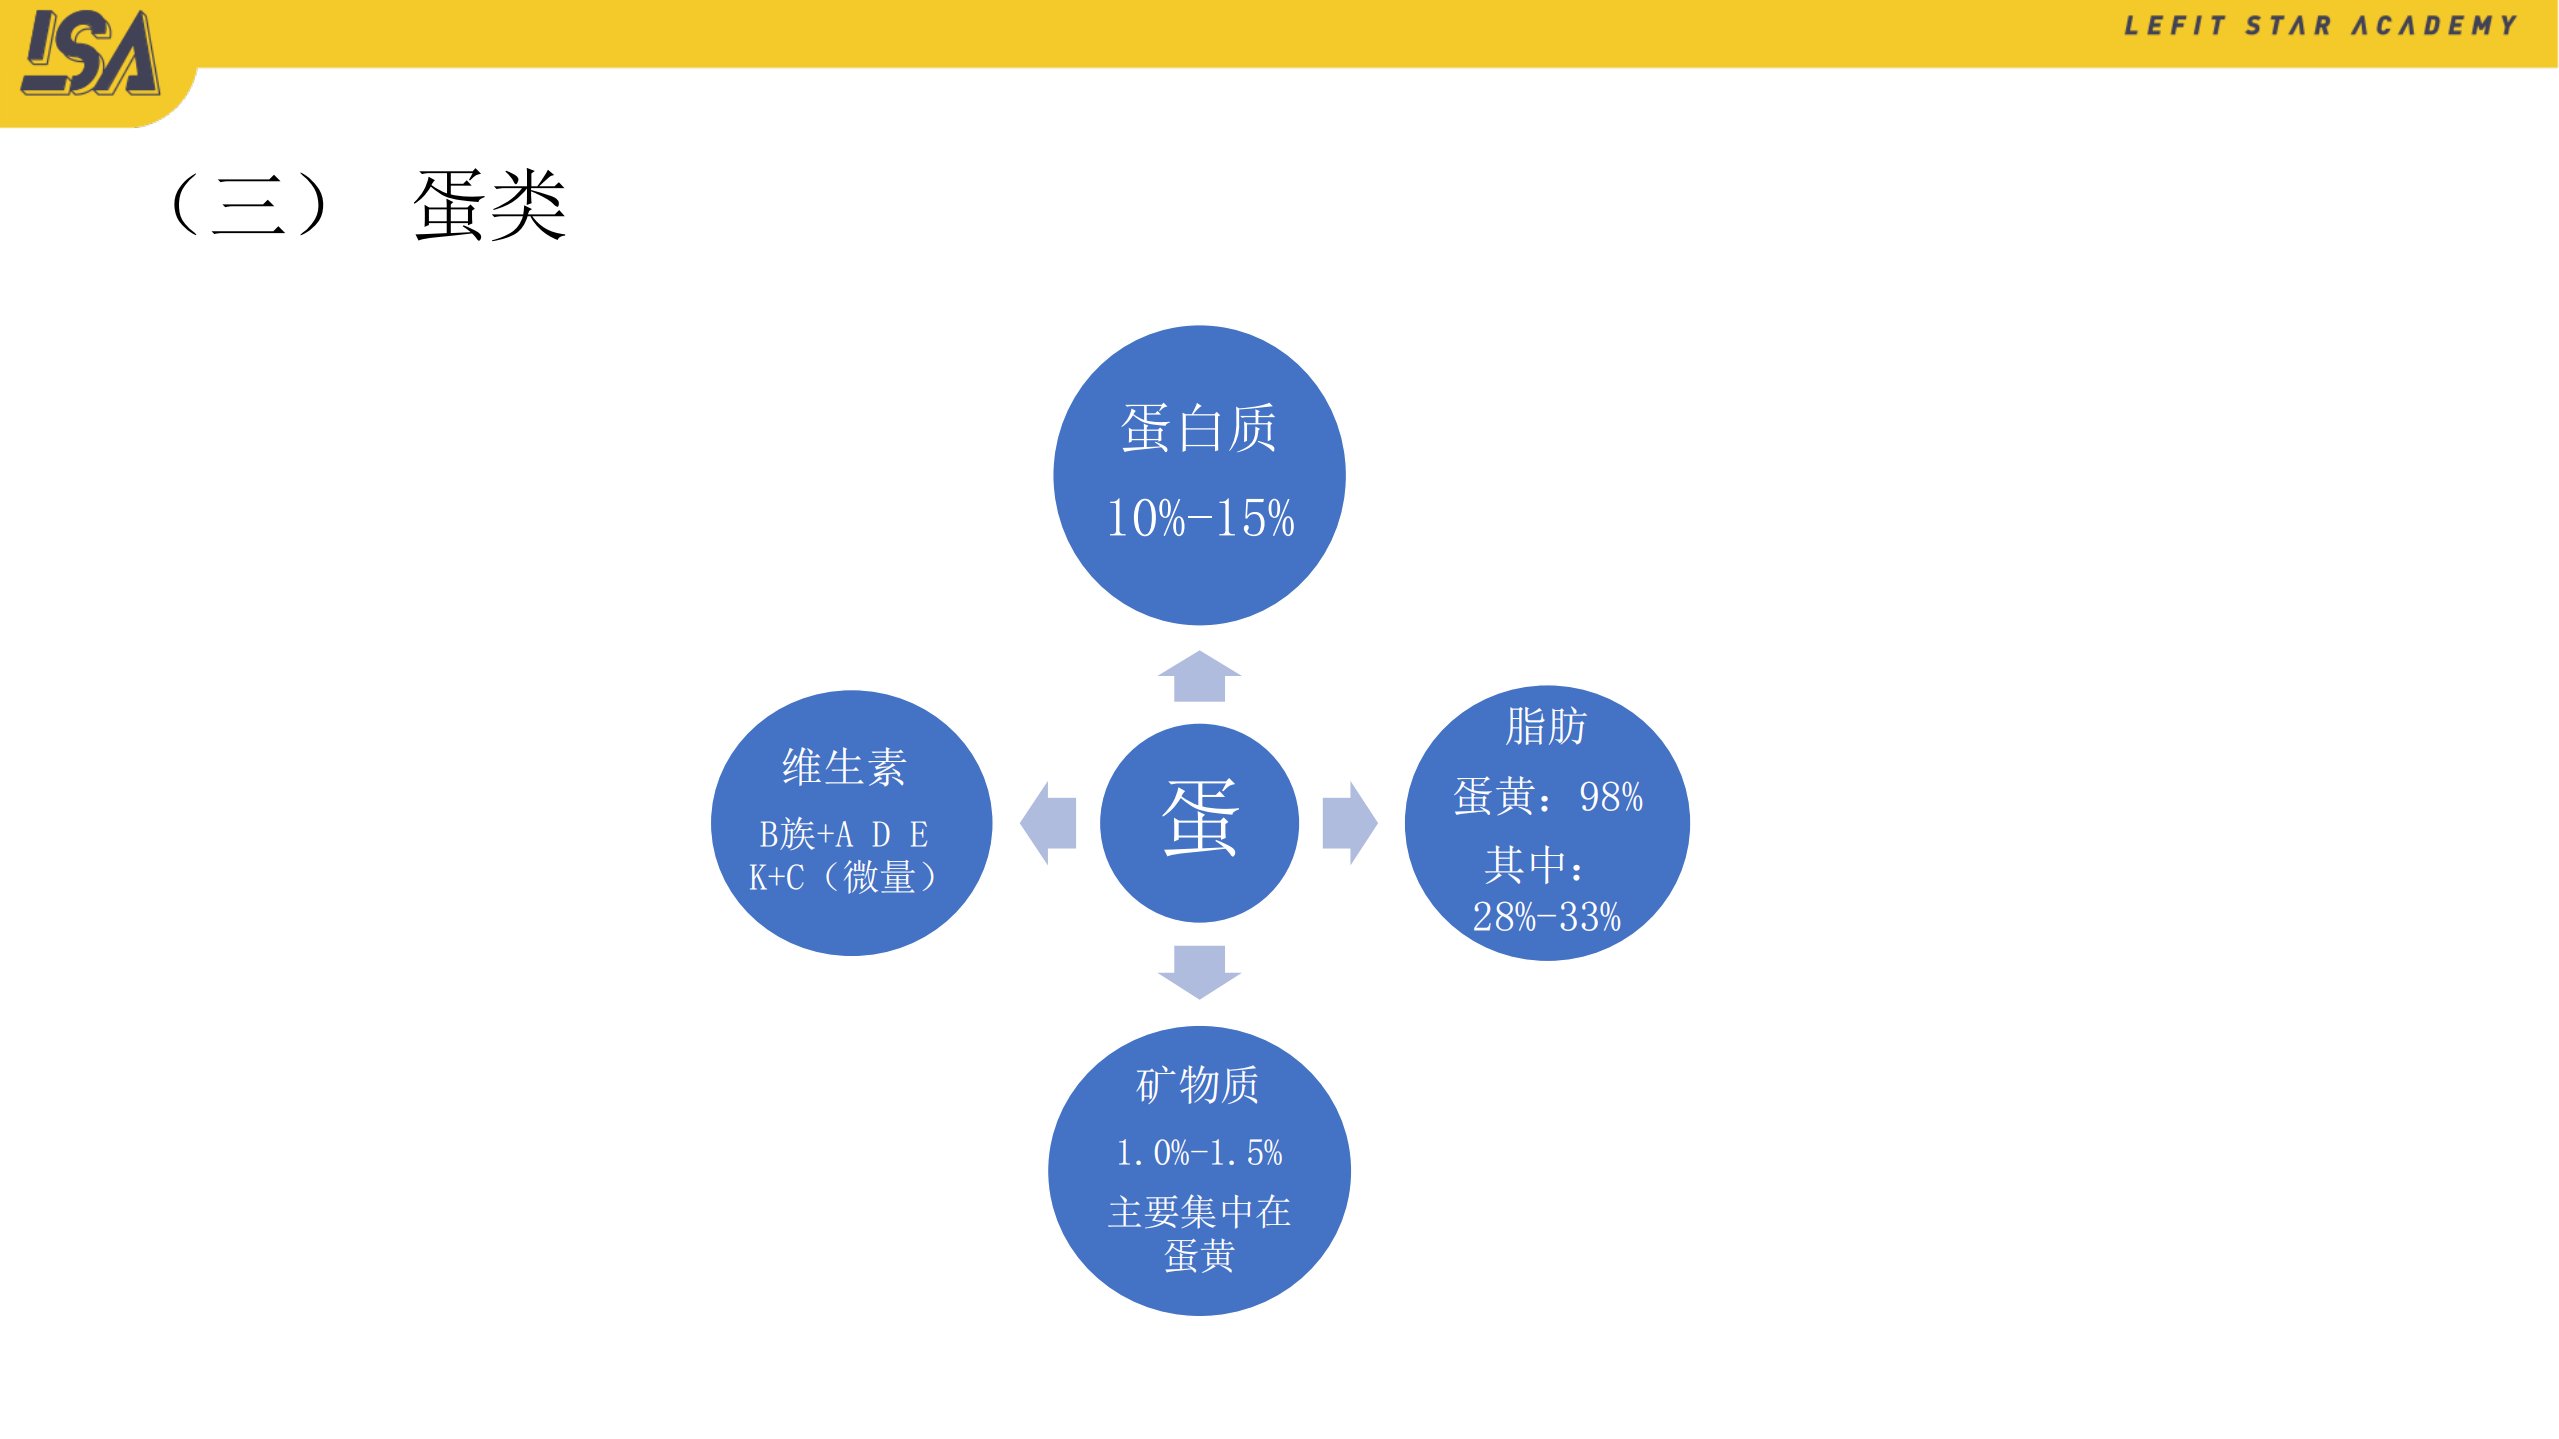 LSA
LEFIT STAR ACADEMY
（三） 蛋类
蛋白质
10%-15%
维生素
B族+A D E
K+C（微量）
蛋
脂肪
蛋黄：98%
其中：
28%-33%
矿物质
1.0%-1.5%
主要集中在
蛋黄